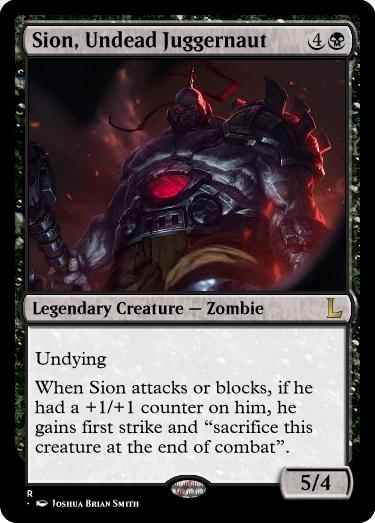 Sion, Undead Juggernaut 4
Legendary Creature — Zombie L
Undying
When Sion attacks or blocks, if he
had a +1/+1 counter on him, he
gains first strike and “sacrifice this
creature at the end of combat”.
5/4
R
· Joshua Brian Smith